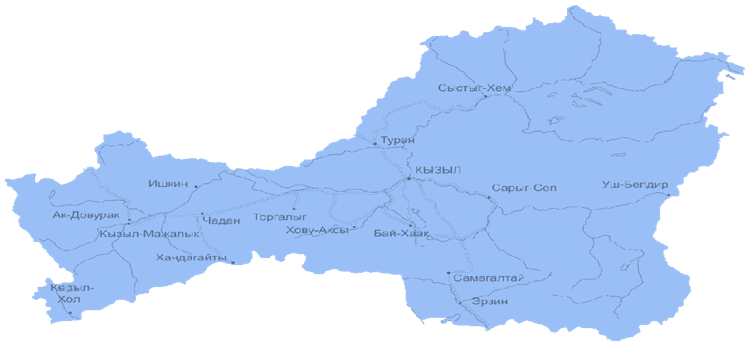 Сыстыг-Хем
Туран
КЫЗЫЛ
Ишкин
Сарыг-Сеп
Уш-Белдир
Ак-Довурак
Чадан
Торгалыг
Хову-Аксы
Бай-Хаак
Кызыл-Мажалык
Хандагайты
Самагалтай
Кызыл-
Хол
Эрзин